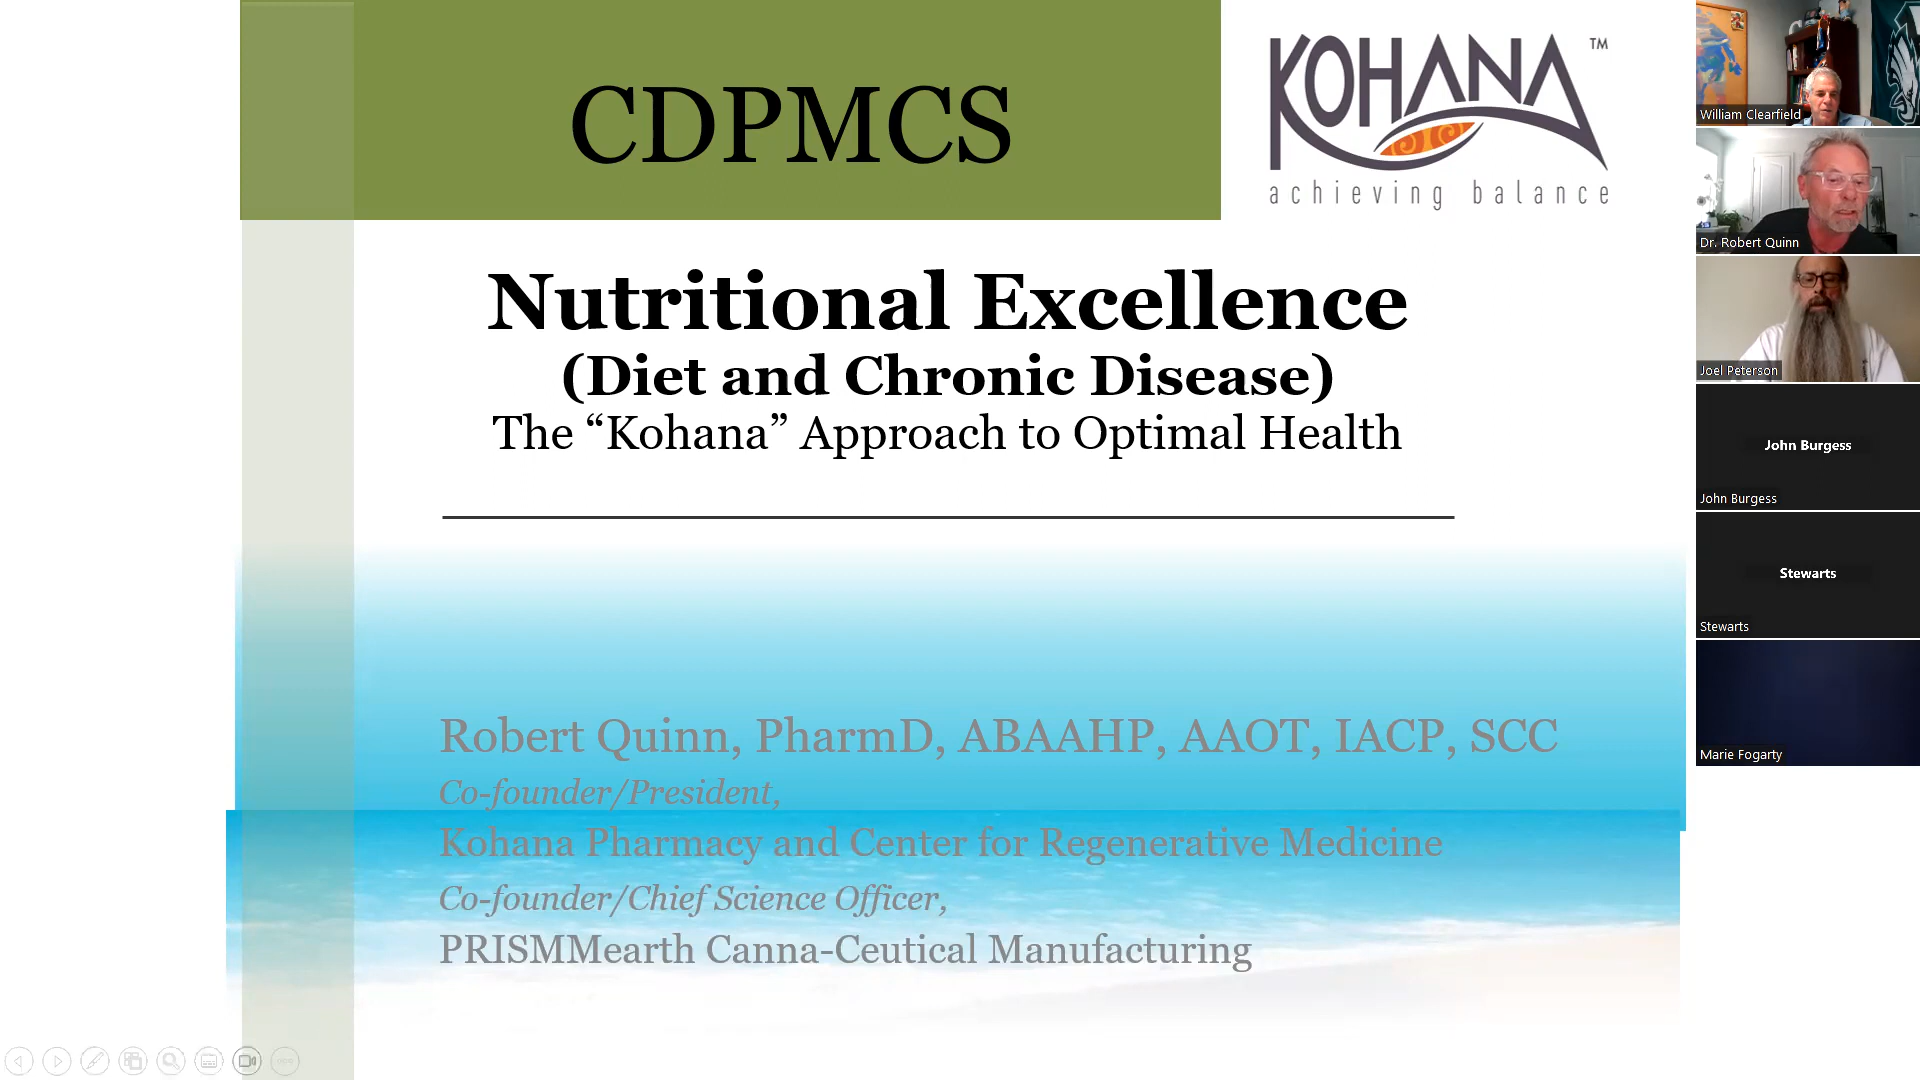 CDPMCS
KOHANA TM
achieving balance
Nutritional Excellence
(Diet and Chronic Disease)
The “Kohana” Approach to Optimal Health
Robert Quinn, PharmD, ABAAHP, AAOT, IACP, SCC
Co-founder/President,
Kohana Pharmacy and Center for Regenerative Medicine
Co-founder/Chief Science Officer,
PRISMMearth Canna-Ceutical Manufacturing
William Clearfield
Dr. Robert Quinn
Joel Peterson
John Burgess
John Burgess
Stewarts
Stewarts
Marie Fogarty